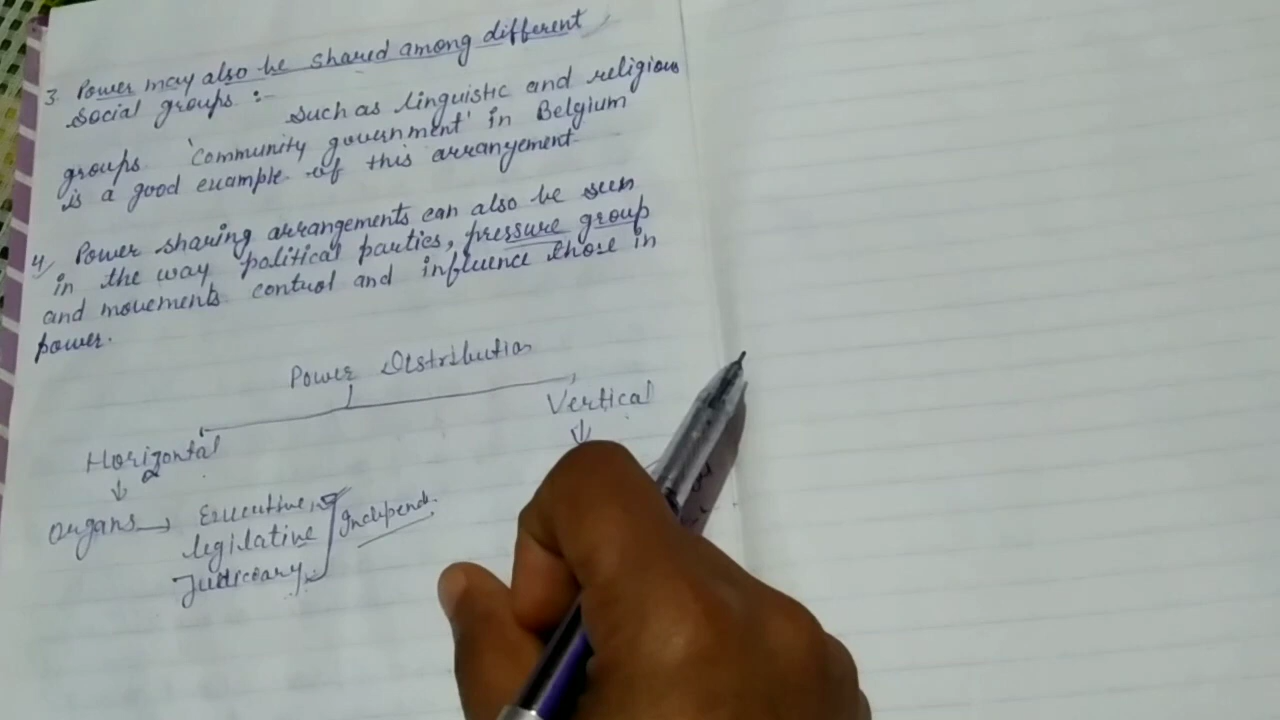 3. Power may also be shared among different
social groups :-
such as linguistic and religious
groups. 'Community government' in Belgium
is a good example of this arrangement
4. Power sharing arrangements can also be seen
in the way political parties, pressure group
and movements control and influence those in
power.
Power Distribution
Horizontal
Vertical
Organs → Executive,
legilative
Judiciary
Independ.